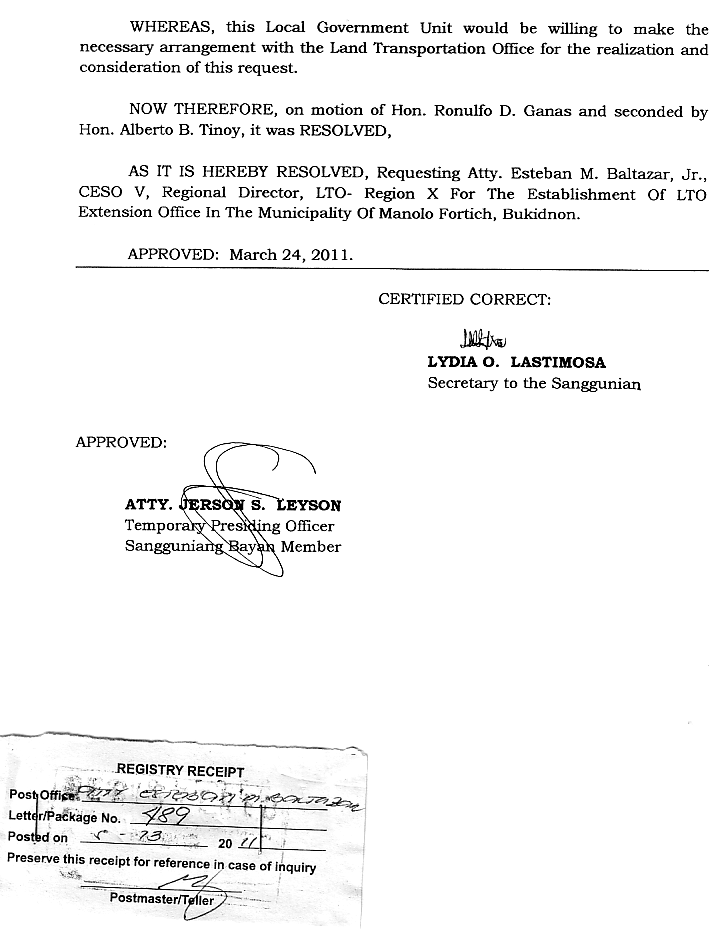 WHEREAS, this Local Government Unit would be willing to make the
necessary arrangement with the Land Transportation Office for the realization and
consideration of this request.
NOW THEREFORE, on motion of Hon. Ronulfo D. Ganas and seconded by
Hon. Alberto B. Tinoy, it was RESOLVED,
AS IT IS HEREBY RESOLVED, Requesting Atty. Esteban M. Baltazar, Jr.,
CESO V, Regional Director, LTO- Region X For The Establishment Of LTO
Extension Office In The Municipality Of Manolo Fortich, Bukidnon.
APPROVED: March 24, 2011.
CERTIFIED CORRECT:
LYDIA O. LASTIMOSA
Secretary to the Sanggunian
APPROVED:
ATTY. JERSON S. LEYSON
Temporary Presiding Officer
Sangguniang Bayan Member
REGISTRY RECEIPT
Post Office Atty Esteban M. Baltazar
Letter/Package No. 489
Posted on 5 - 23 20 11
Preserve this receipt for reference in case of inquiry
Postmaster/Teller